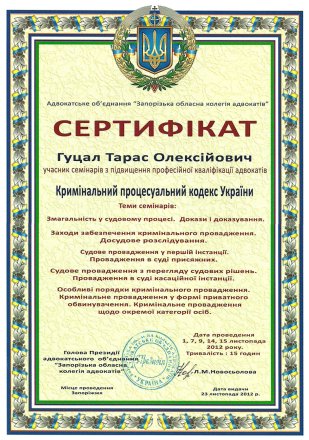 Адвокатське об'єднання "Запорізька обласна колегія адвокатів"
СЕРТИФІКАТ
Гуцал Тарас Олексійович
учасник семінарів з підвищення професійної кваліфікації адвокатів
Кримінальний процесуальний кодекс України
Теми семінарів:
Змагальність у судовому процесі. Докази і доказування.
Заходи забезпечення кримінального провадження.
Досудове розслідування.
Судове провадження у першій інстанції.
Провадження в суді присяжних.
Судове провадження з перегляду судових рішень.
Провадження в суді касаційної інстанції.
Особливі порядки кримінального провадження.
Кримінальне провадження у формі приватного
обвинувачення. Кримінальне провадження
щодо окремої категорії осіб.
Дата проведення
1, 7, 9, 14, 15 листопада
2012 року.
Тривалість : 15 годин
Голова Президії
адвокатського об'єднання
"Запорізька обласна
колегія адвокатів"
Л.М.Новосьолова
Місце проведення
Запоріжжя
Дата видачи
23 листопада 2012 р.